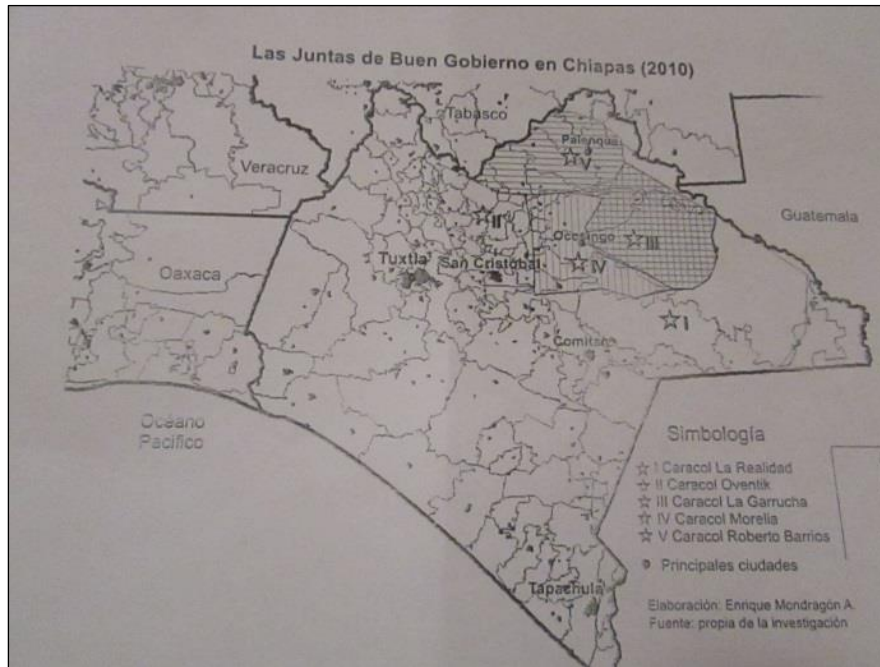 Las Juntas de Buen Gobierno en Chiapas (2010)
Tabasco
Palenque
V
Veracruz
II
Guatemala
Ocosingo
III
Oaxaca
Tuxtla
San Cristóbal
IV
I
Comitán
Océano
Pacífico
Simbología
I Caracol La Realidad
II Caracol Oventik
III Caracol La Garrucha
IV Caracol Morelia
V Caracol Roberto Barrios
Principales ciudades
Tapachula
Elaboración: Enrique Mondragón A.
Fuente: propia de la investigación